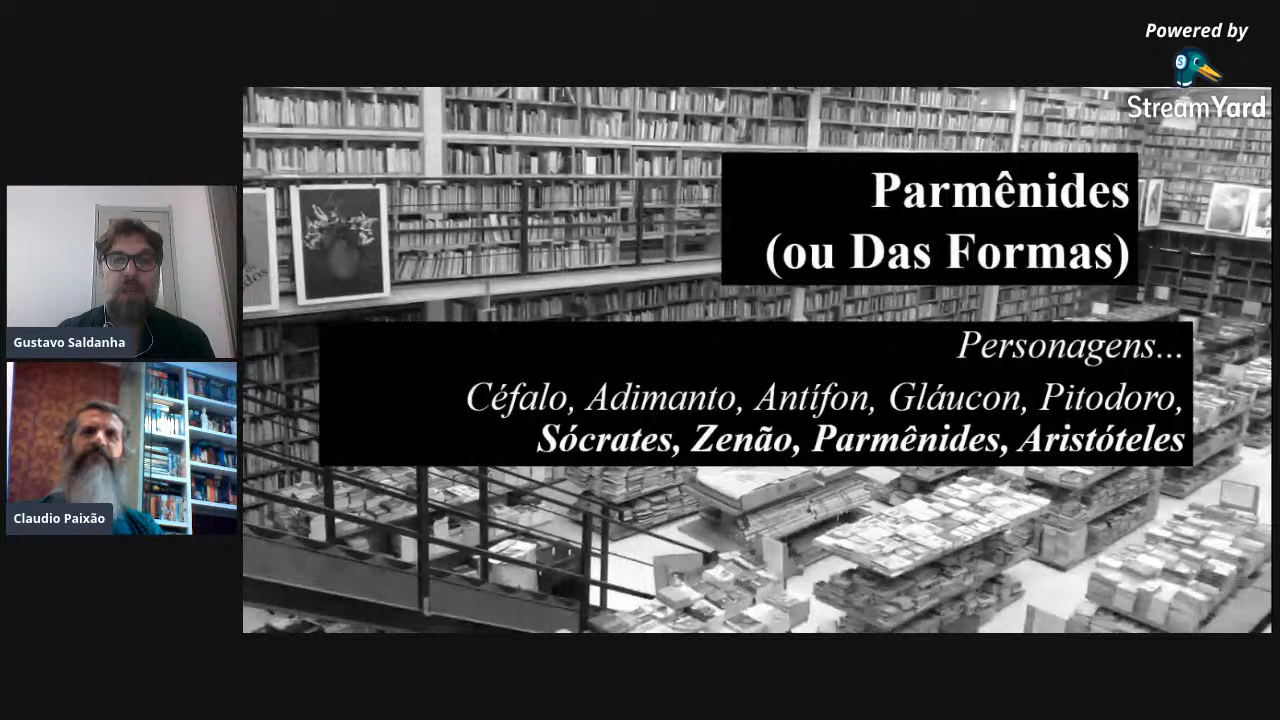 Powered by
StreamYard
Parmênides
(ou Das Formas)
Personagens...
Céfalo, Adimanto, Antífon, Gláucon, Pitodoro,
Sócrates, Zenão, Parmênides, Aristóteles
Gustavo Saldanha
Claudio Paixão